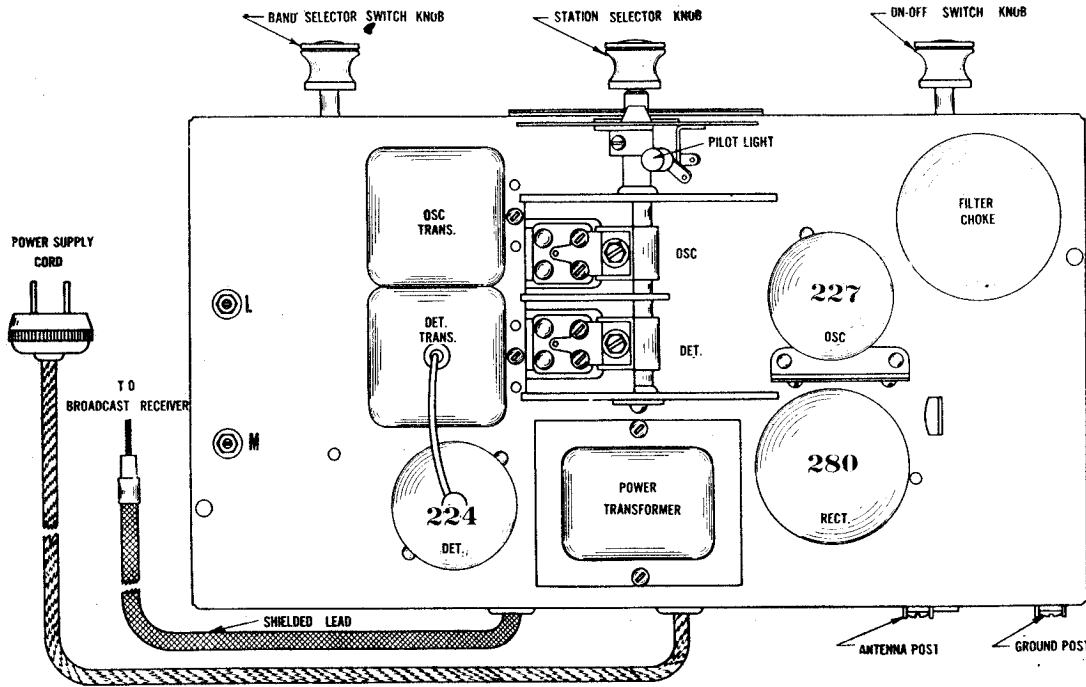 BAND SELECTOR SWITCH KNOB
STATION SELECTOR KNOB
ON-OFF SWITCH KNOB
PILOT LIGHT
OSC
TRANS.
FILTER
CHOKE
POWER SUPPLY
CORD
OSC
227
OSC
L
DET.
TRANS.
DET.
TO
BROADCAST RECEIVER
M
280
RECT.
224
DET.
POWER
TRANSFORMER
SHIELDED LEAD
ANTENNA POST
GROUND POST